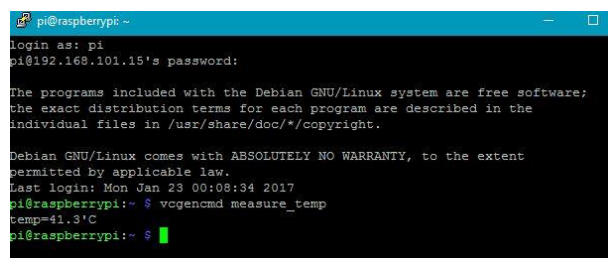 pi@raspberrypi: ~
login as: pi
pi@192.168.101.15's password:
The programs included with the Debian GNU/Linux system are free software;
the exact distribution terms for each program are described in the
individual files in /usr/share/doc/*/copyright.
Debian GNU/Linux comes with ABSOLUTELY NO WARRANTY, to the extent
permitted by applicable law.
Last login: Mon Jan 23 00:08:34 2017
pi@raspberrypi:~ $ vcgencmd measure_temp
temp=41.3'C
pi@raspberrypi:~ $